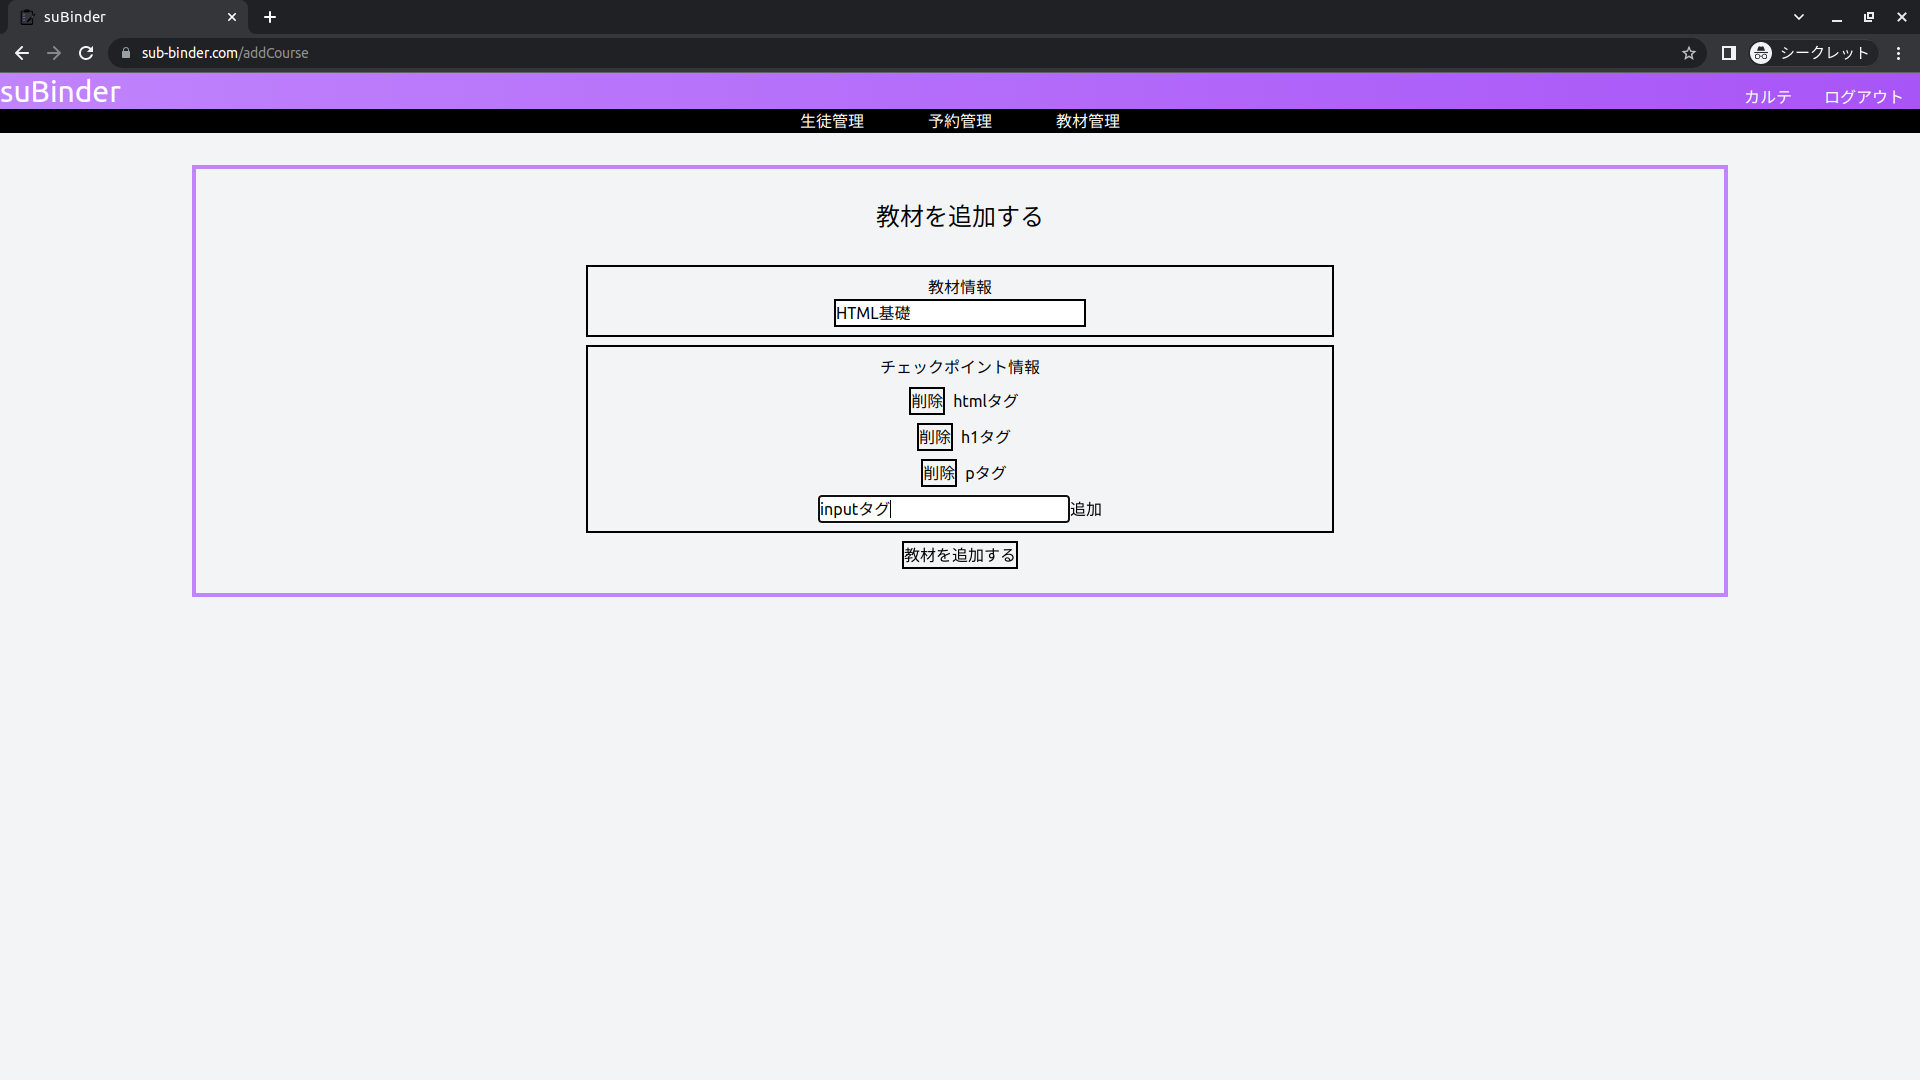 suBinder
sub-binder.com/addCourse
シークレット
suBinder
カルテ ログアウト
生徒管理 予約管理 教材管理
教材を追加する
教材情報
HTML基礎
チェックポイント情報
削除 htmlタグ
削除 h1タグ
削除 pタグ
inputタグ 追加
教材を追加する